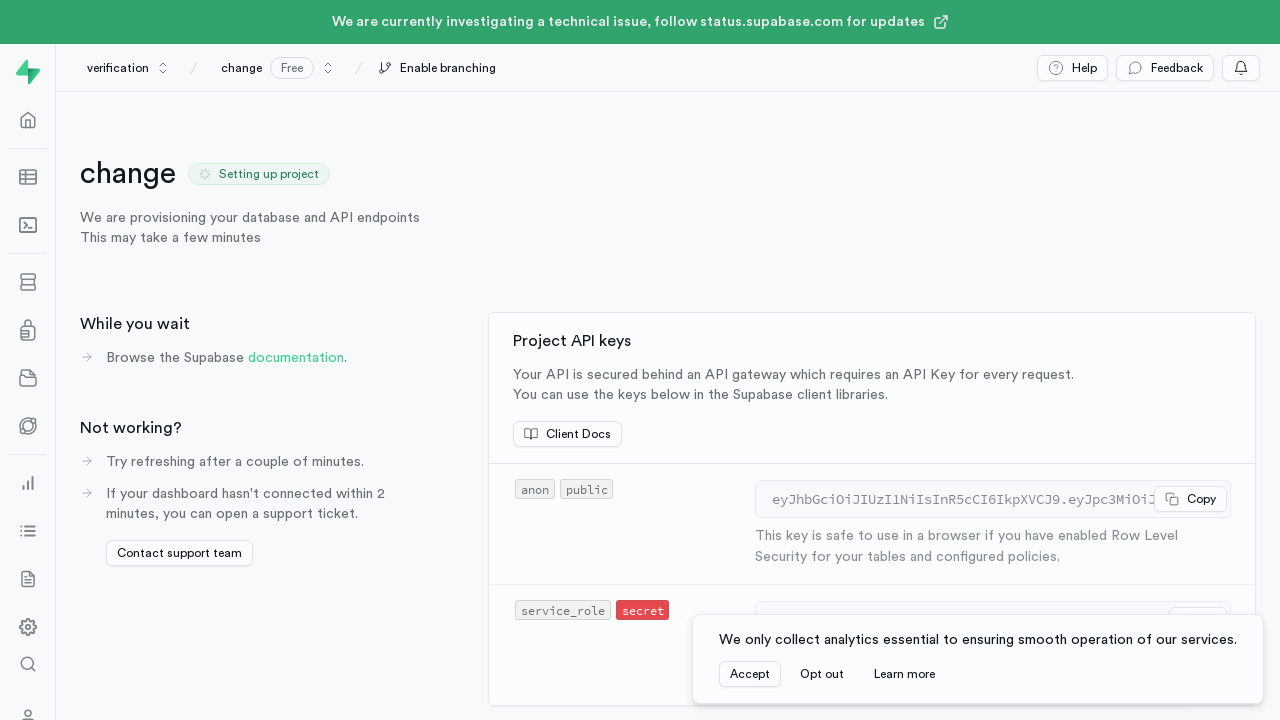 We are currently investigating a technical issue, follow status.supabase.com for updates
verification / change Free / Enable branching
Help
Feedback
change
Setting up project
We are provisioning your database and API endpoints
This may take a few minutes
While you wait
Browse the Supabase documentation.
Not working?
Try refreshing after a couple of minutes.
If your dashboard hasn't connected within 2
minutes, you can open a support ticket.
Contact support team
Project API keys
Your API is secured behind an API gateway which requires an API Key for every request.
You can use the keys below in the Supabase client libraries.
Client Docs
anon public
eyJhbGciOiJIUzI1NiIsInR5cCI6IkpXVCJ9.eyJpc3MiOiJ
Copy
This key is safe to use in a browser if you have enabled Row Level
Security for your tables and configured policies.
service_role secret
We only collect analytics essential to ensuring smooth operation of our services.
Accept
Opt out
Learn more